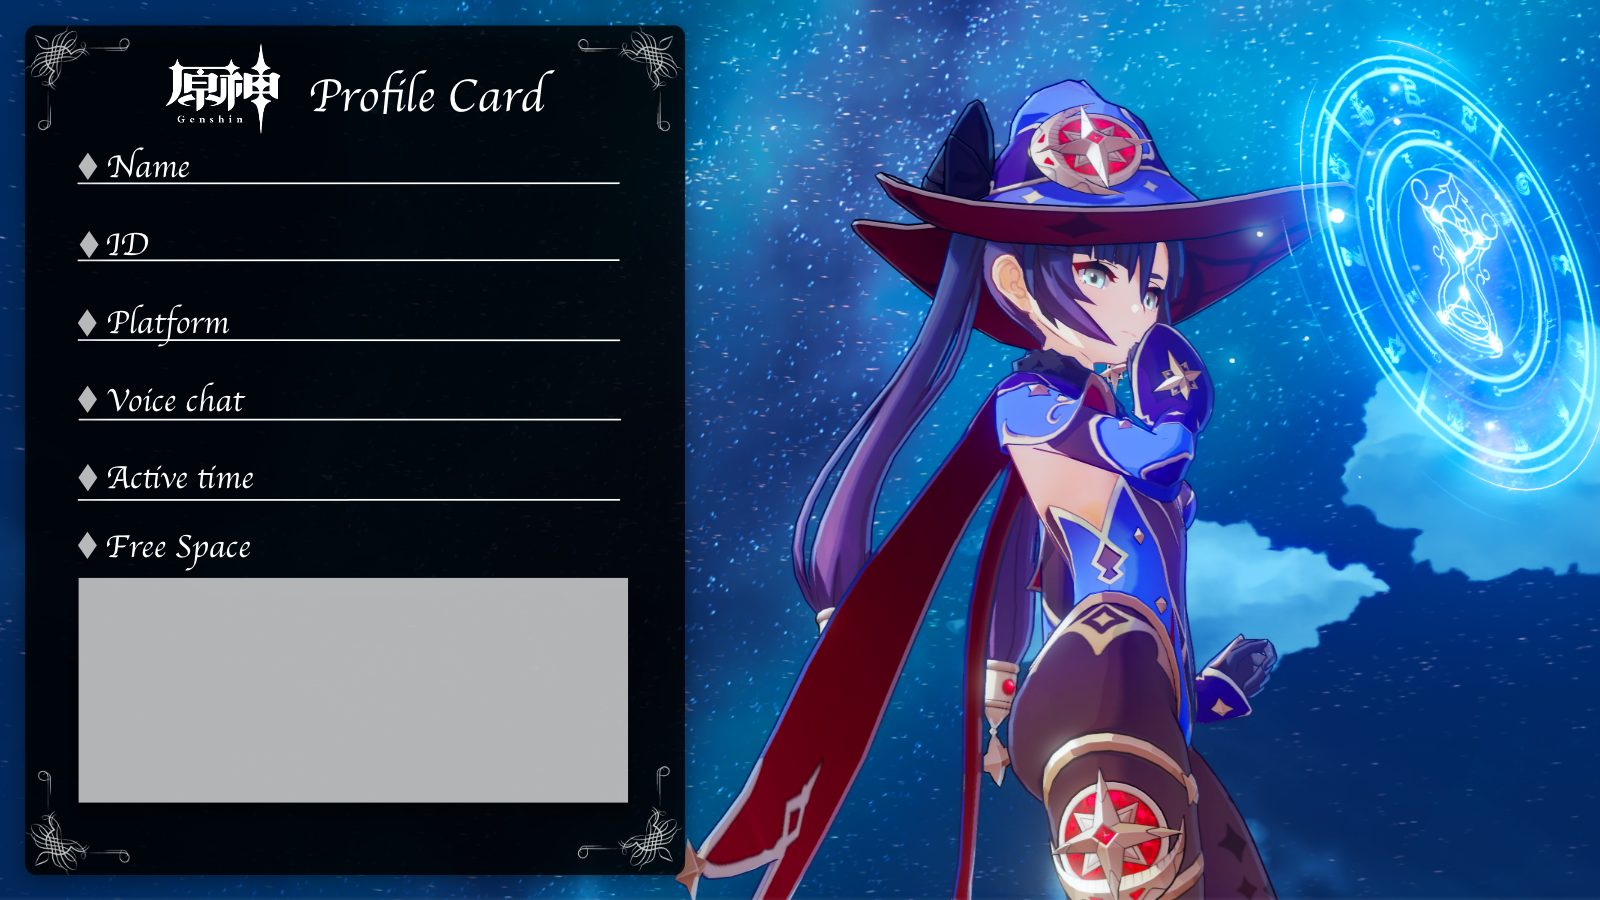 原神
Genshin
Profile Card
Name
ID
Platform
Voice chat
Active time
Free Space